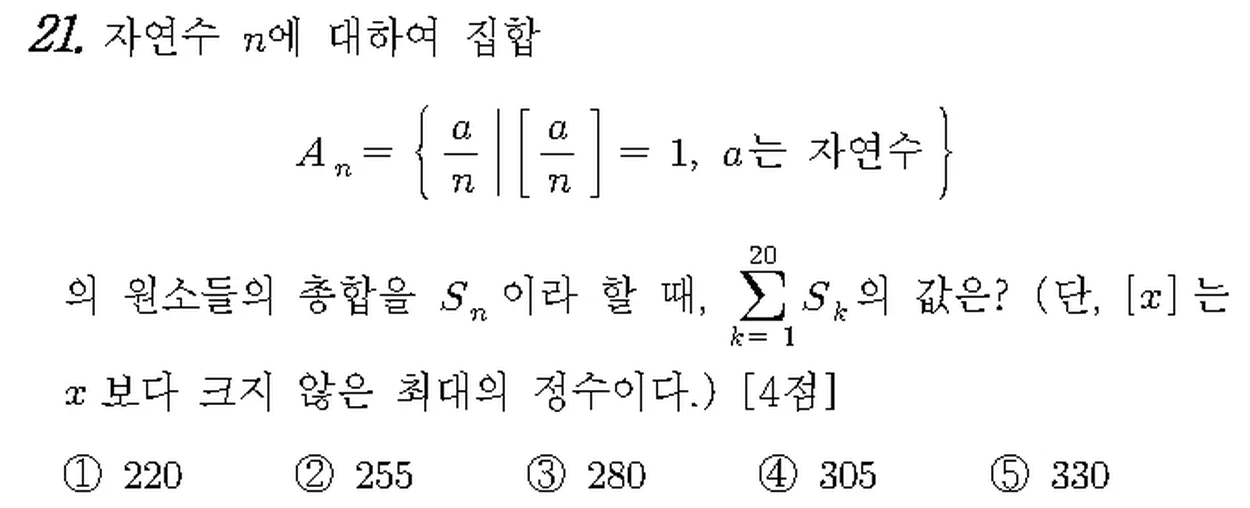 21. 자연수 n에 대하여 집합
A_n = { a/n | [ a/n ] = 1, a는 자연수 }
의 원소들의 총합을 S_n 이라 할 때, \sum_{k=1}^{20} S_k 의 값은? (단, [x] 는
x 보다 크지 않은 최대의 정수이다.) [4점]
① 220 ② 255 ③ 280 ④ 305 ⑤ 330